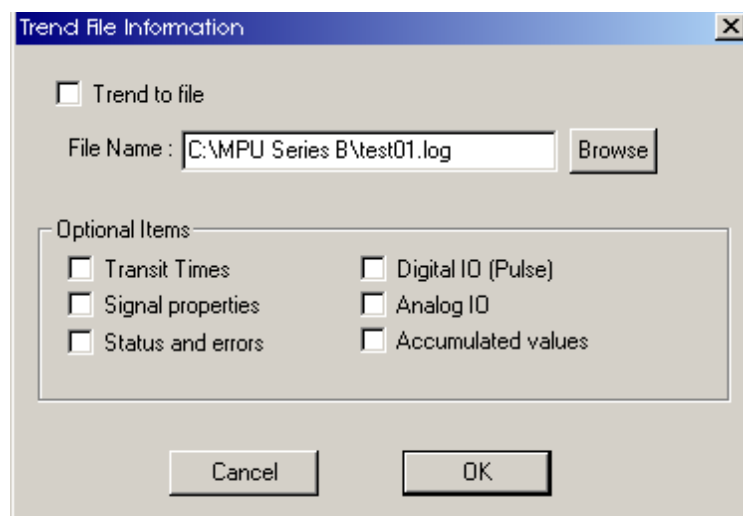 Trend File Information
Trend to file
File Name : C:\MPU Series B\test01.log Browse
Optional Items
Transit Times Digital IO (Pulse)
Signal properties Analog IO
Status and errors Accumulated values
Cancel OK